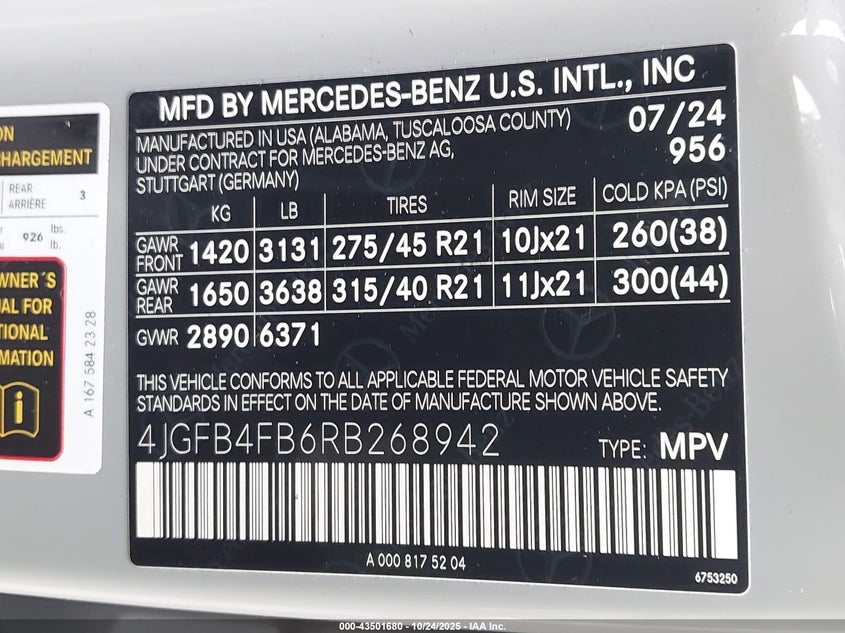 ON
CHARGEMENT
REAR
ARRIÈRE 3
926 lbs.
lb.
WNER´S
UAL FOR
TIONAL
RMATION
A 167 584 23 28
MFD BY MERCEDES-BENZ U.S. INTL., INC
MANUFACTURED IN USA (ALABAMA, TUSCALOOSA COUNTY) 07/24
UNDER CONTRACT FOR MERCEDES-BENZ AG, 956
STUTTGART (GERMANY)
KG LB TIRES RIM SIZE COLD KPA (PSI)
GAWR FRONT 1420 3131 275/45 R21 10Jx21 260(38)
GAWR REAR 1650 3638 315/40 R21 11Jx21 300(44)
GVWR 2890 6371
THIS VEHICLE CONFORMS TO ALL APPLICABLE FEDERAL MOTOR VEHICLE SAFETY
STANDARDS IN EFFECT ON THE DATE OF MANUFACTURE SHOWN ABOVE.
4JGFB4FB6RB268942 TYPE: MPV
A 000 817 52 04
6753250
000-43501680 - 10/24/2025 - IAA Inc.